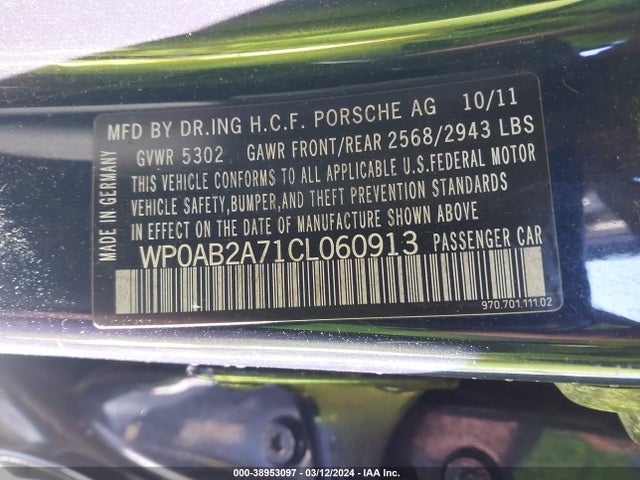 MFD BY DR.ING H.C.F. PORSCHE AG 10/11
GVWR 5302 GAWR FRONT/REAR 2568/2943 LBS
THIS VEHICLE CONFORMS TO ALL APPLICABLE U.S.FEDERAL MOTOR
VEHICLE SAFETY,BUMPER,AND THEFT PREVENTION STANDARDS
IN EFFECT ON THE DATE OF MANUFACTURE SHOWN ABOVE
WP0AB2A71CL060913 PASSENGER CAR
MADE IN GERMANY
970.701.111.02
000-38953097 - 03/12/2024 - IAA Inc.